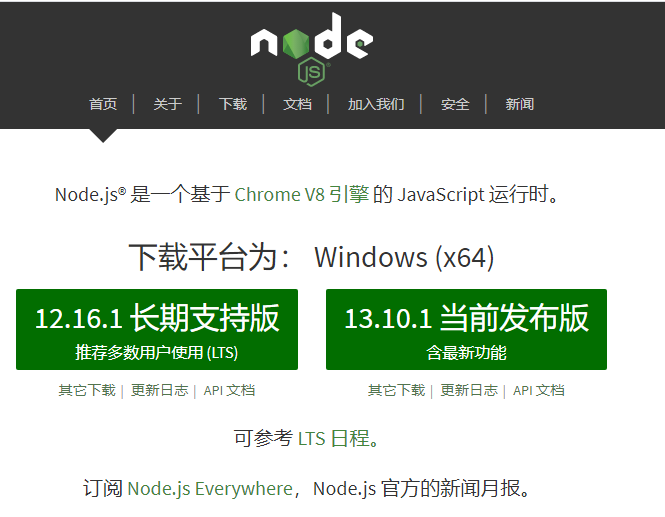 node
JS
首页 关于 下载 文档 加入我们 安全 新闻
Node.js® 是一个基于 Chrome V8 引擎 的 JavaScript 运行时。
下载平台为： Windows (x64)
12.16.1 长期支持版
推荐多数用户使用 (LTS)
其它下载 | 更新日志 | API 文档
13.10.1 当前发布版
含最新功能
其它下载 | 更新日志 | API 文档
可参考 LTS 日程。
订阅 Node.js Everywhere，Node.js 官方的新闻月报。